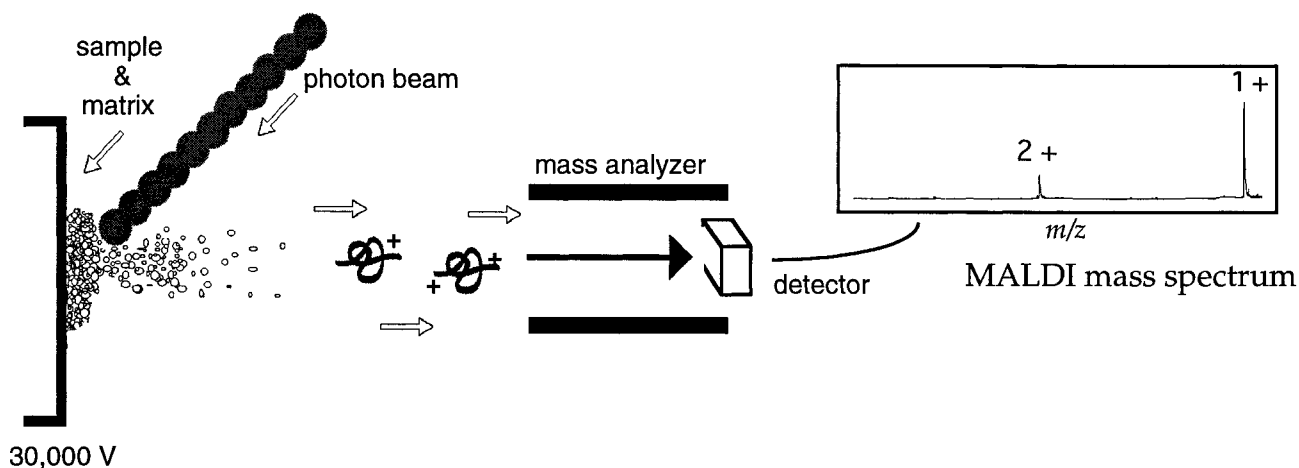 sample
&
matrix
photon beam
30,000 V
+
+
+
mass analyzer
detector
2 +
1 +
m/z
MALDI mass spectrum